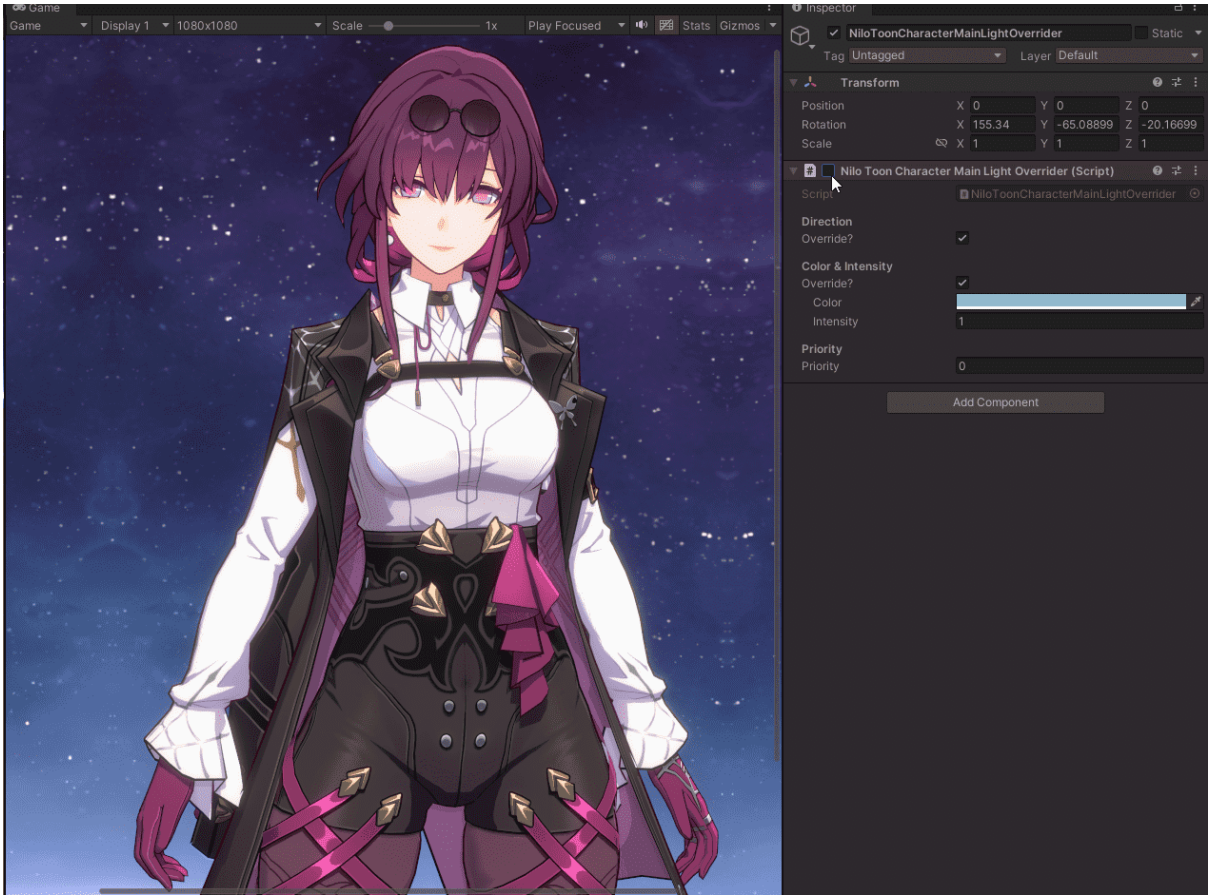 Game
Game
Display 1
1080x1080
Scale
1x
Play Focused
Stats
Gizmos
Inspector
NiloToonCharacterMainLightOverrider
Static
Tag Untagged
Layer Default
Transform
Position X 0 Y 0 Z 0
Rotation X 155.34 Y -65.08899 Z -20.16699
Scale X 1 Y 1 Z 1
# Nilo Toon Character Main Light Overrider (Script)
Script # NiloToonCharacterMainLightOverrider
Direction
Override?
Color & Intensity
Override?
Color
Intensity 1
Priority
Priority 0
Add Component